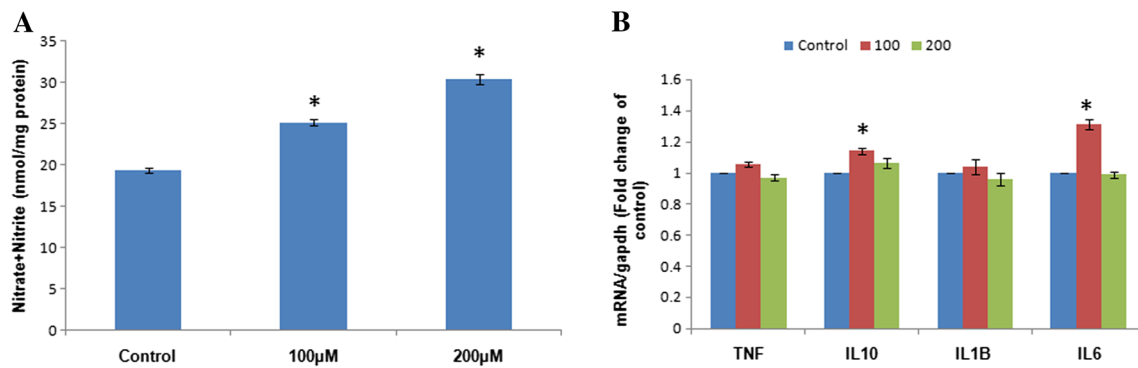 A
Nitrate+Nitrite (nmol/mg protein)
35
30
25
20
15
10
5
0
*
*
Control
100µM
200µM
B
Control
100
200
mRNA/gapdh (Fold change of
control)
1.6
1.4
1.2
1
0.8
0.6
0.4
0.2
0
*
*
TNF
IL10
IL1B
IL6